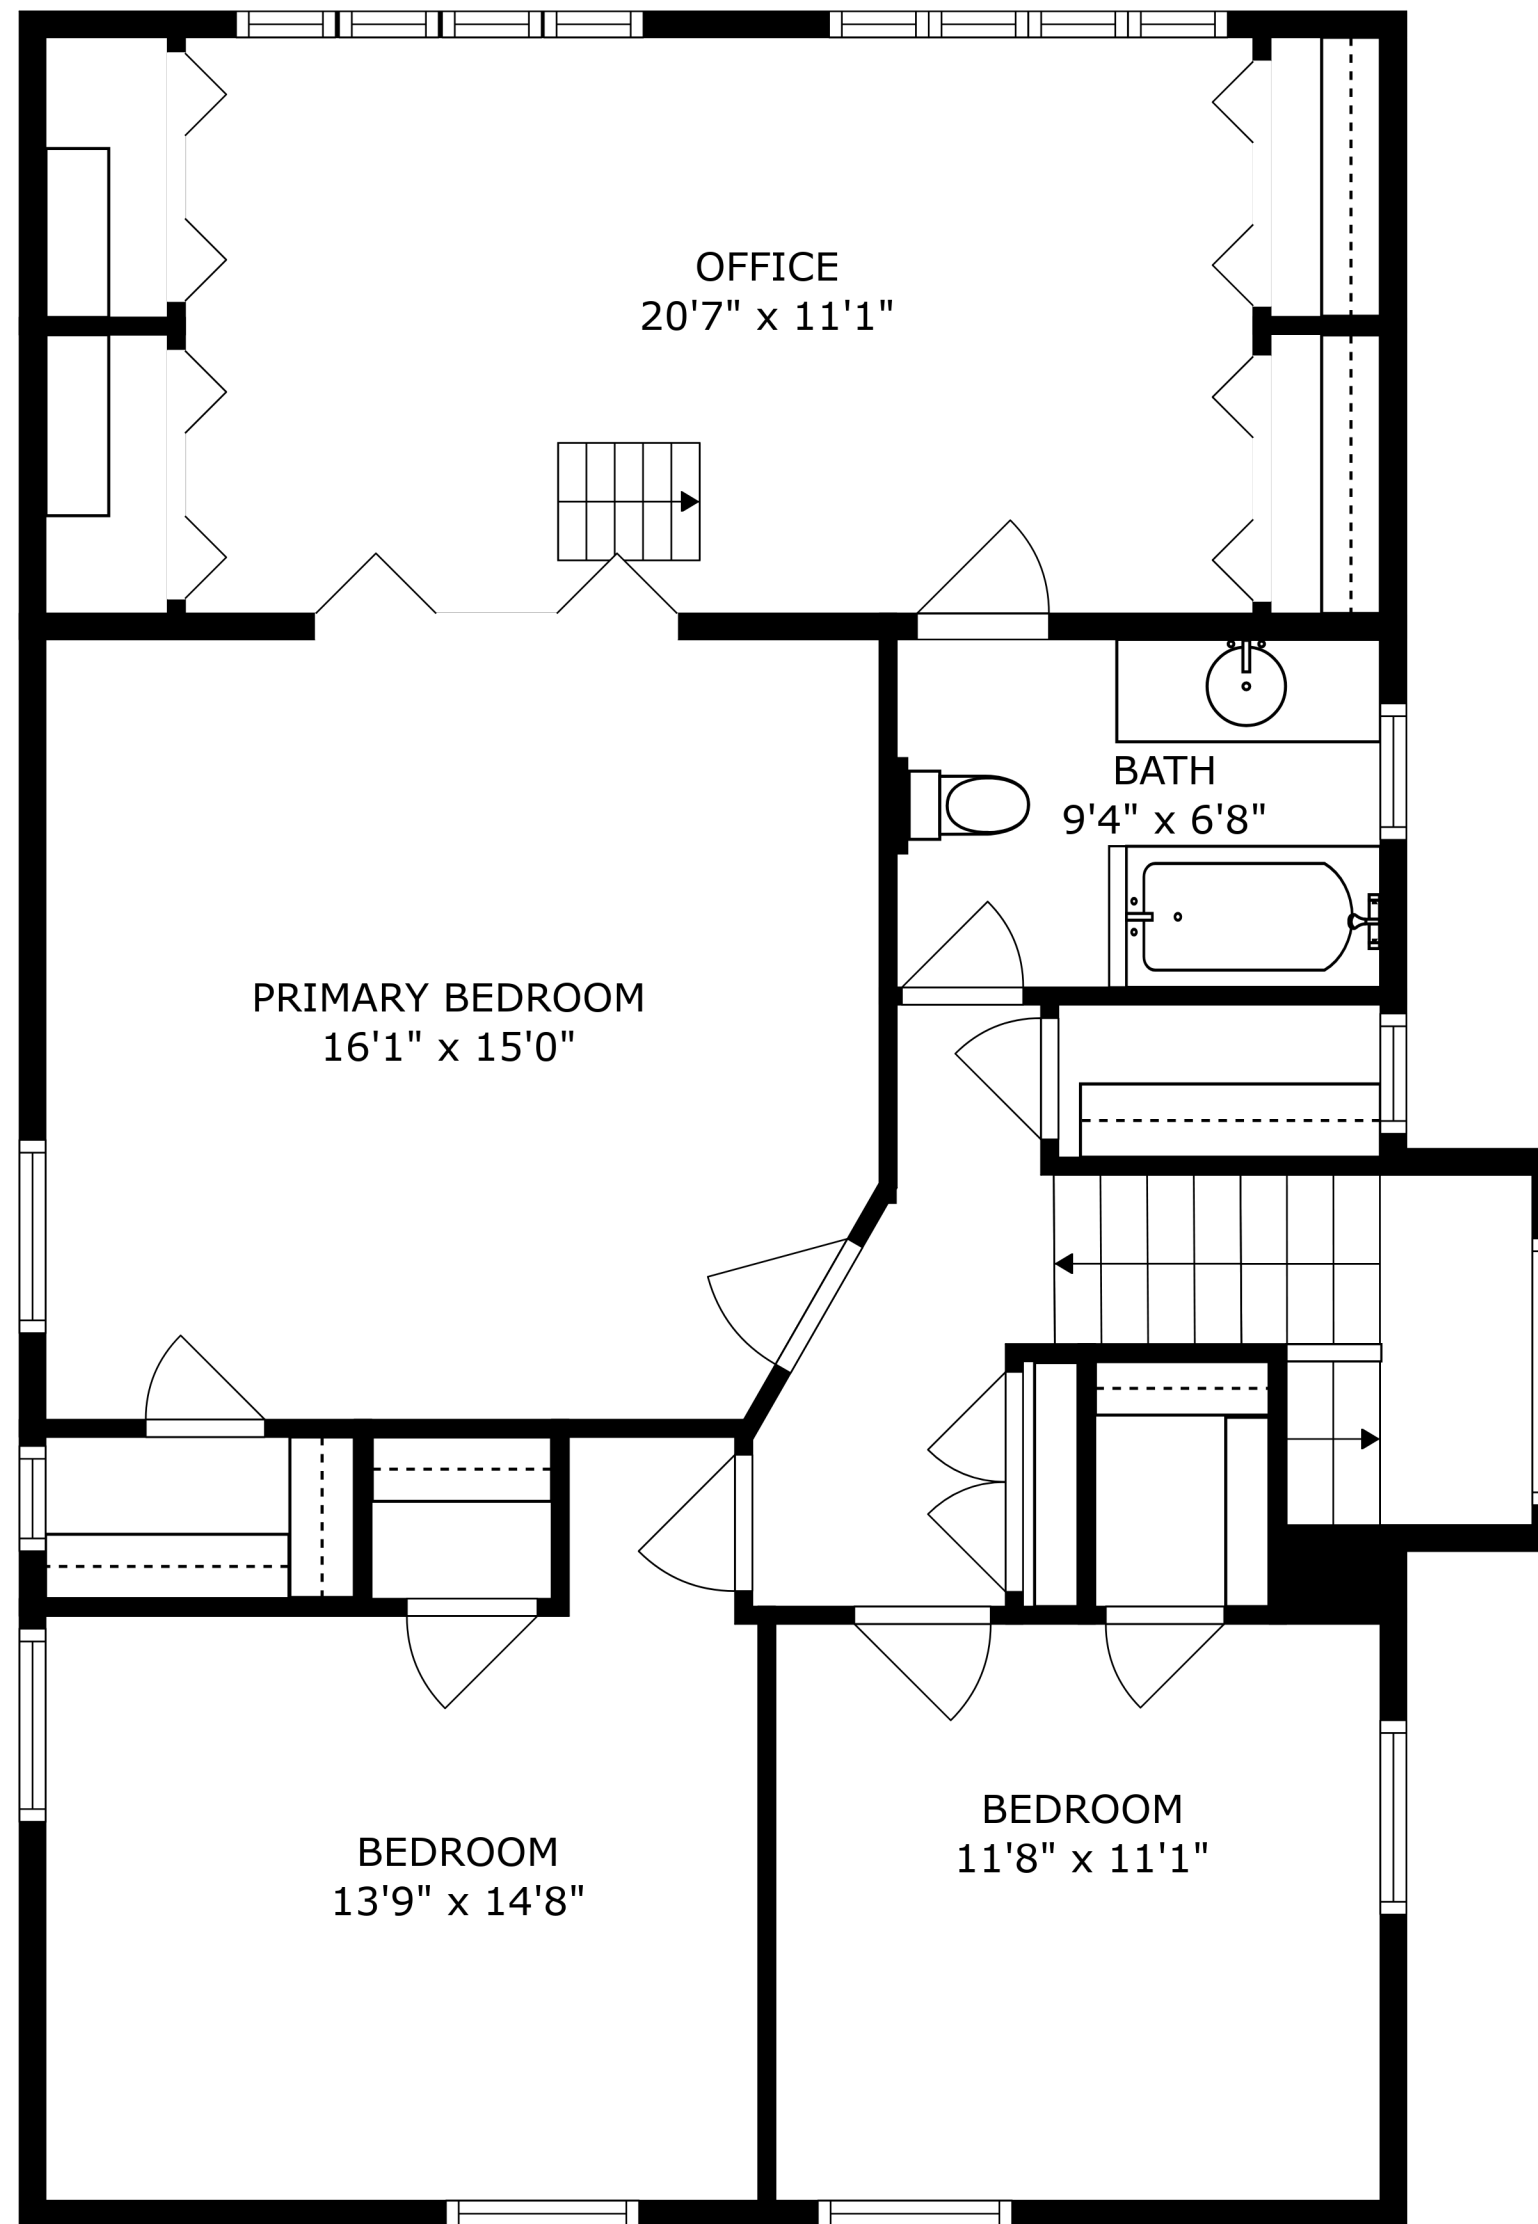 OFFICE
20'7" x 11'1"
BATH
9'4" x 6'8"
PRIMARY BEDROOM
16'1" x 15'0"
BEDROOM
11'8" x 11'1"
BEDROOM
13'9" x 14'8"